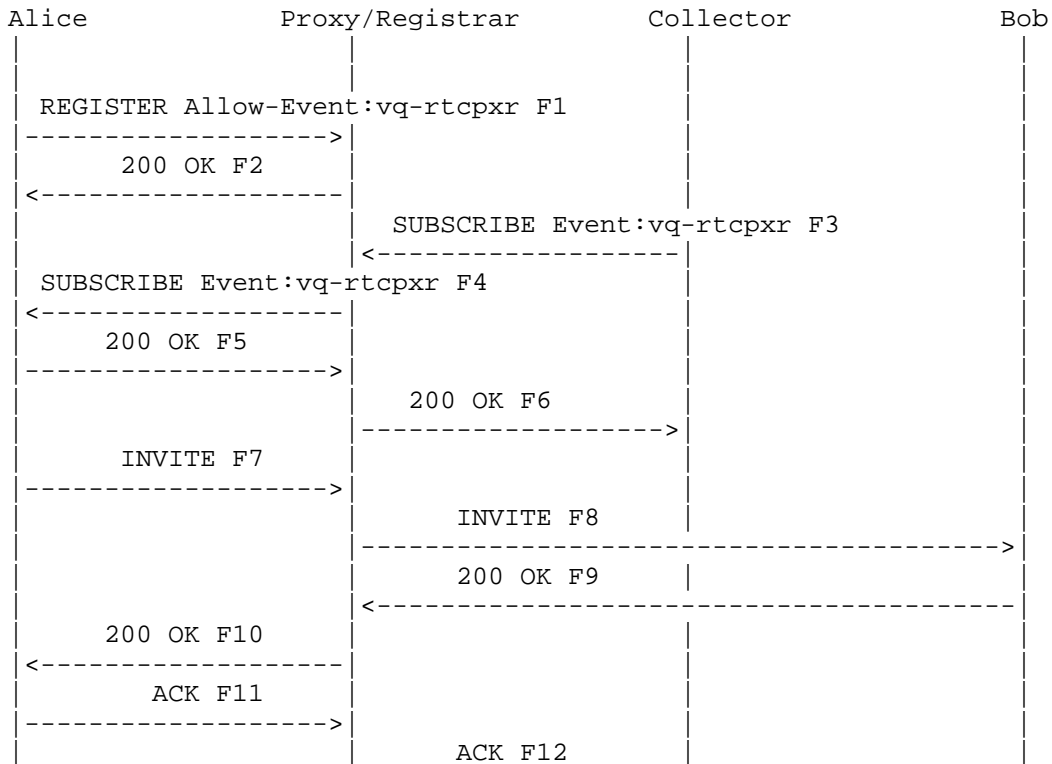 Alice Proxy/Registrar Collector Bob
REGISTER Allow-Event:vq-rtcpxr F1
200 OK F2
SUBSCRIBE Event:vq-rtcpxr F3
SUBSCRIBE Event:vq-rtcpxr F4
200 OK F5
200 OK F6
INVITE F7
INVITE F8
200 OK F9
200 OK F10
ACK F11
ACK F12